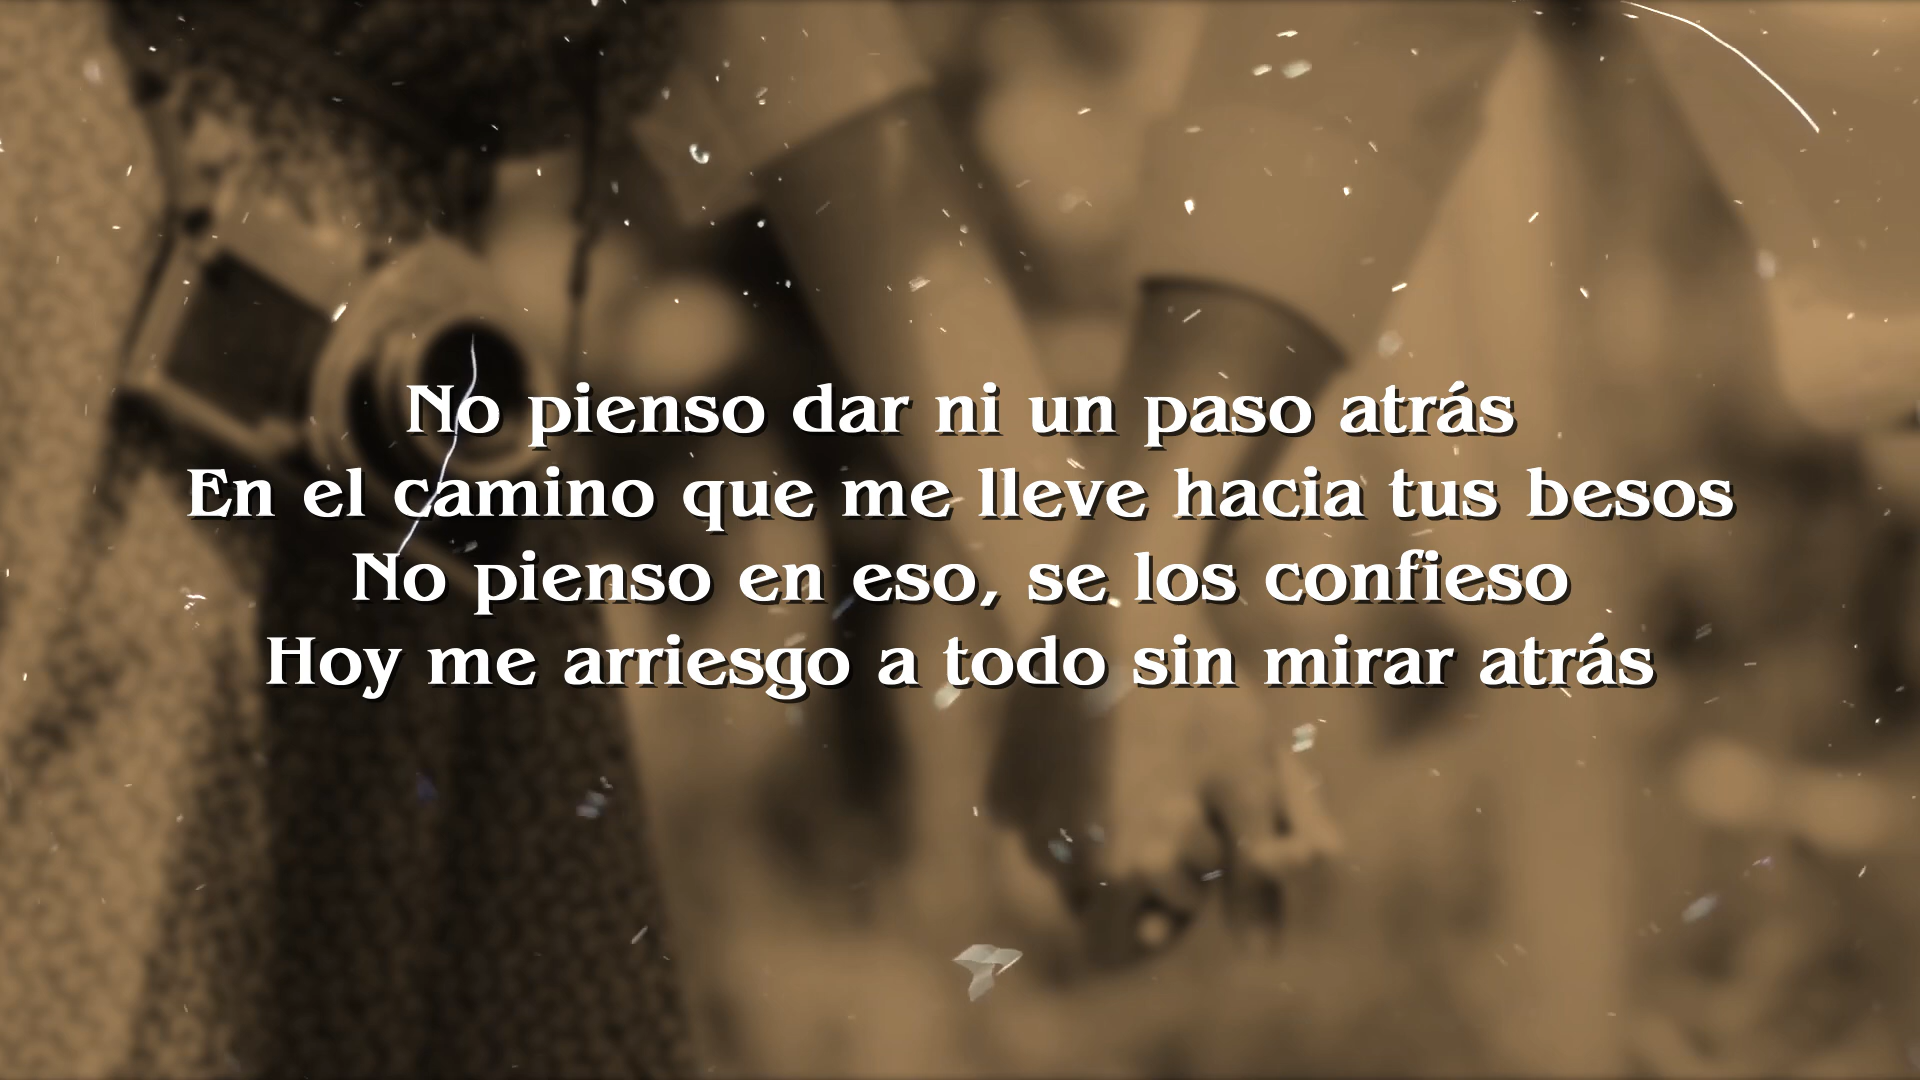 No pienso dar ni un paso atrás
En el camino que me lleve hacia tus besos
No pienso en eso, se los confieso
Hoy me arriesgo a todo sin mirar atrás